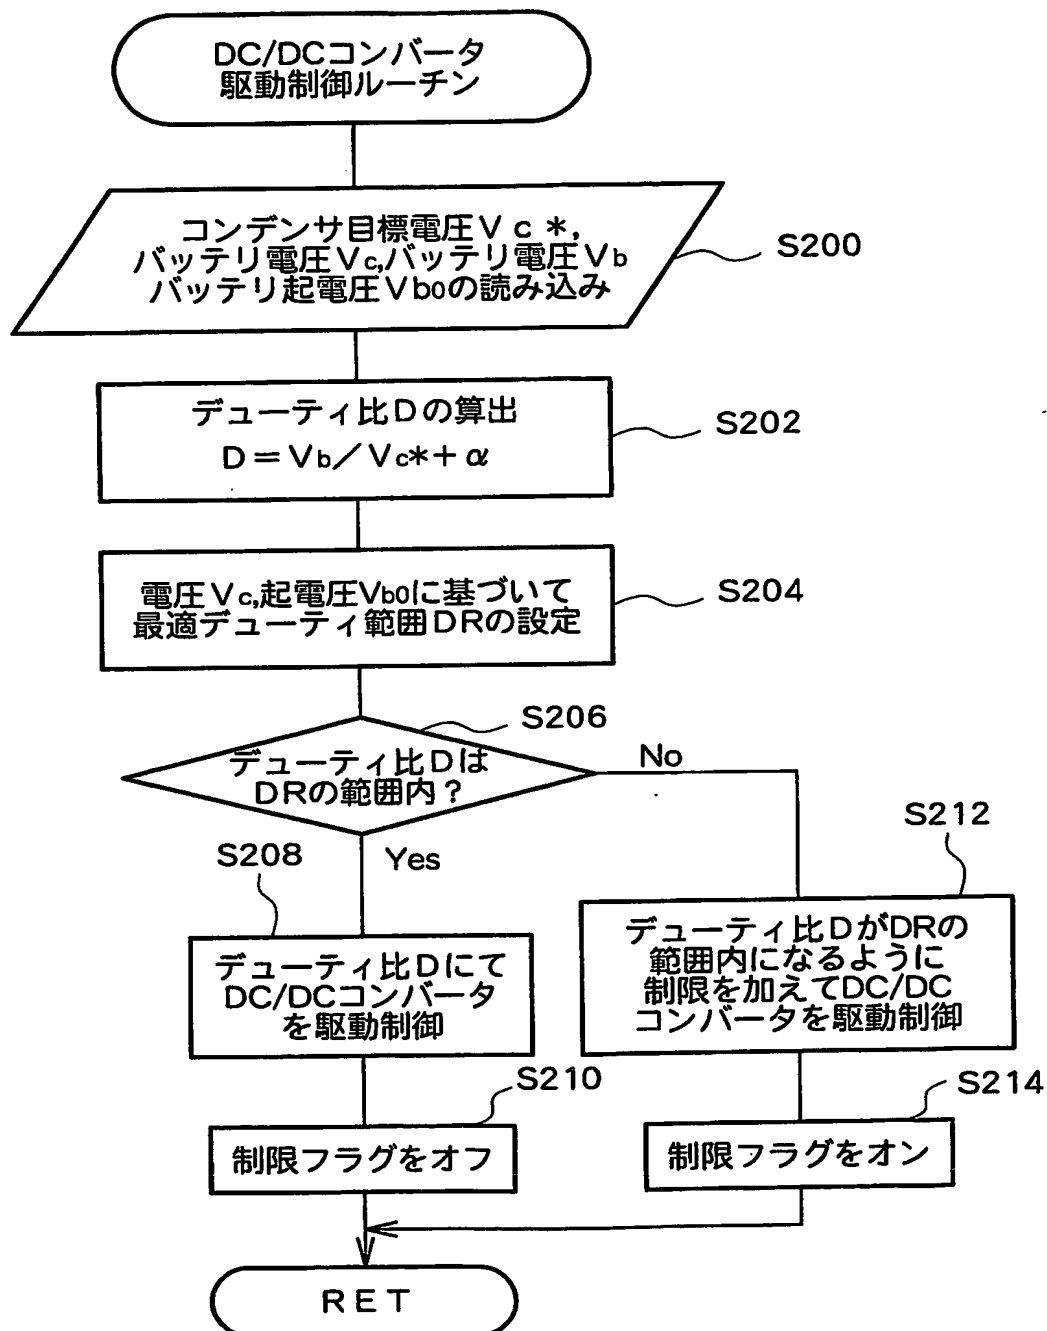 DC/DCコンバータ
駆動制御ルーチン
コンデンサ目標電圧Vc*,
バッテリ電圧Vc,バッテリ電圧Vb
バッテリ起電圧Vb0の読み込み
S200
デューティ比Dの算出
D=Vb/Vc*+α
S202
電圧Vc,起電圧Vb0に基づいて
最適デューティ範囲DRの設定
S204
S206
デューティ比Dは
DRの範囲内?
No
Yes
S208
デューティ比Dにて
DC/DCコンバータ
を駆動制御
S212
デューティ比DがDRの
範囲内になるように
制限を加えてDC/DC
コンバータを駆動制御
S210
制限フラグをオフ
S214
制限フラグをオン
RET